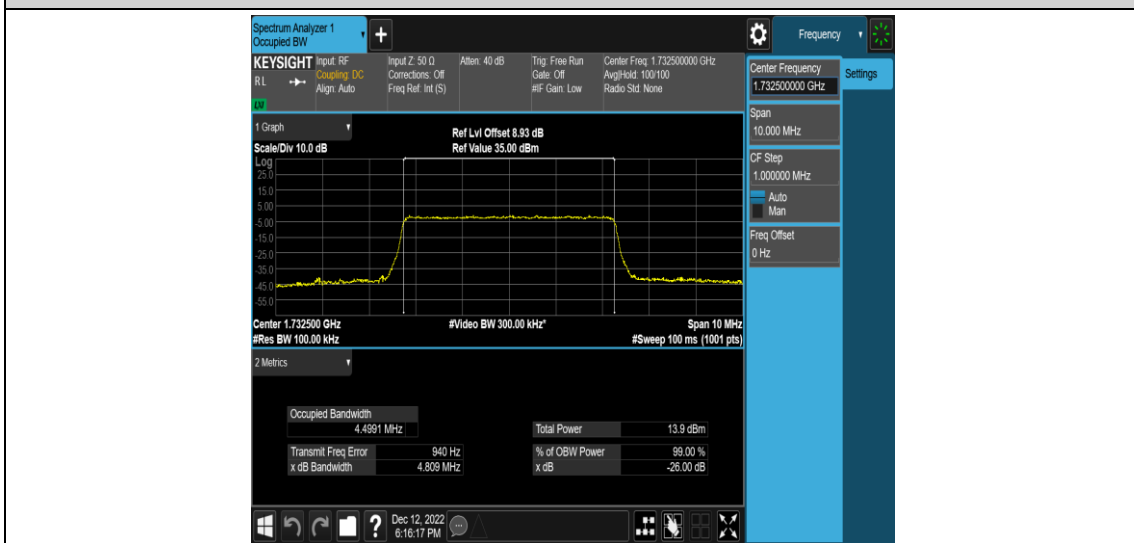 Spectrum Analyzer 1
Occupied BW
+
Frequency
KEYSIGHT
RL
LXI
Input: RF
Coupling: DC
Align: Auto
Input Z: 50 Ω
Corrections: Off
Freq Ref: Int (S)
Atten: 40 dB
Trig: Free Run
Gate: Off
#IF Gain: Low
Center Freq: 1.732500000 GHz
Avg|Hold: 100/100
Radio Std: None
Center Frequency
1.732500000 GHz
Settings
Span
10.000 MHz
CF Step
1.000000 MHz
Auto
Man
Freq Offset
0 Hz
1 Graph
Scale/Div 10.0 dB
Ref Lvl Offset 8.93 dB
Ref Value 35.00 dBm
Log
25.0
15.0
5.00
-5.00
-15.0
-25.0
-35.0
-45.0
-55.0
Center 1.732500 GHz
#Video BW 300.00 kHz*
Span 10 MHz
#Res BW 100.00 kHz
#Sweep 100 ms (1001 pts)
2 Metrics
Occupied Bandwidth
4.4991 MHz
Total Power 13.9 dBm
Transmit Freq Error 940 Hz
% of OBW Power 99.00 %
x dB Bandwidth 4.809 MHz
x dB -26.00 dB
?
Dec 12, 2022
6:16:17 PM